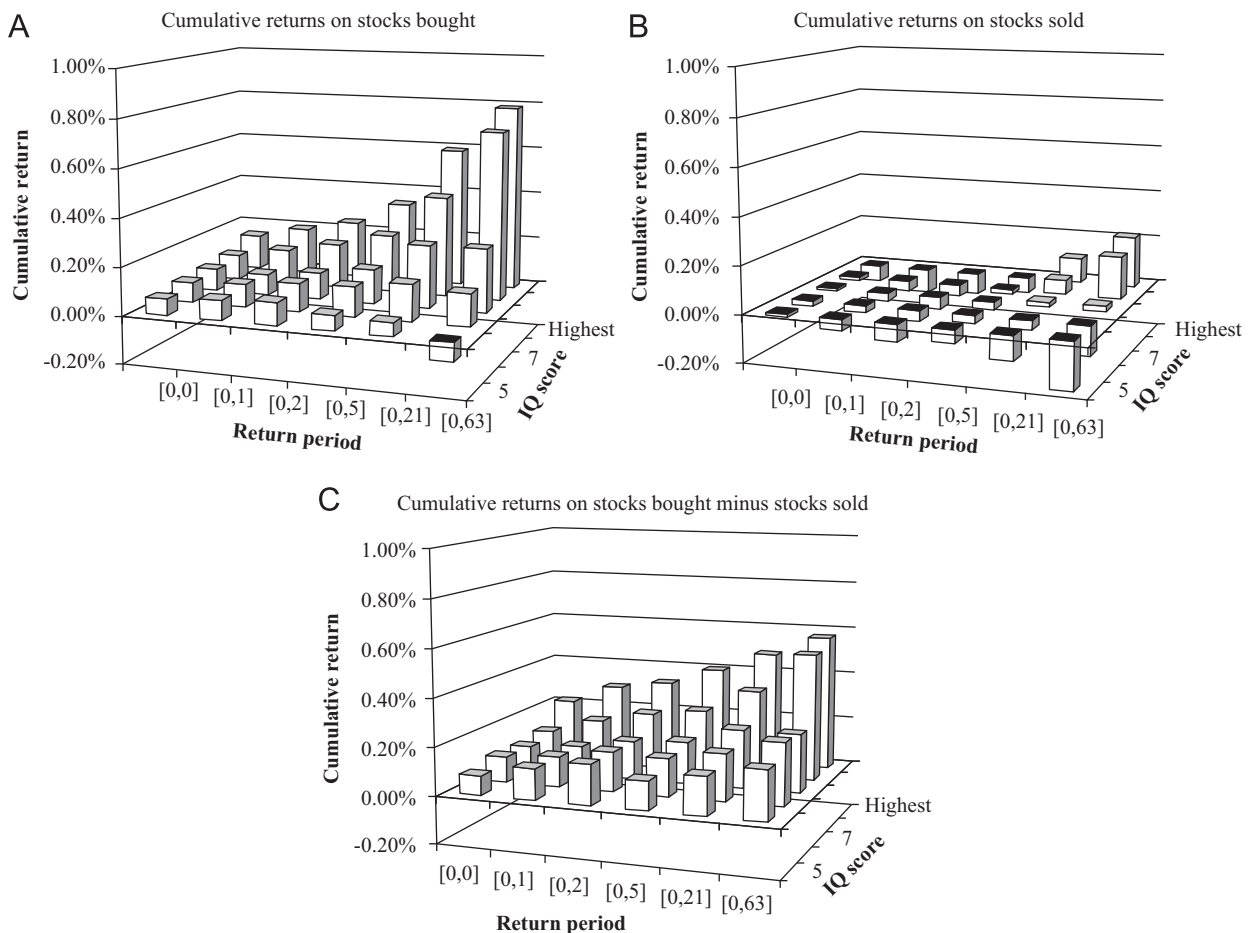 A
Cumulative returns on stocks bought
1.00%
0.80%
0.60%
0.40%
0.20%
0.00%
-0.20%
Cumulative return
[0,0]
[0,1]
[0,2]
[0,5]
[0,21]
[0,63]
Return period
Highest
7
5
IQ score
B
Cumulative returns on stocks sold
1.00%
0.80%
0.60%
0.40%
0.20%
0.00%
-0.20%
Cumulative return
[0,0]
[0,1]
[0,2]
[0,5]
[0,21]
[0,63]
Return period
Highest
7
5
IQ score
C
Cumulative returns on stocks bought minus stocks sold
1.00%
0.80%
0.60%
0.40%
0.20%
0.00%
-0.20%
Cumulative return
[0,0]
[0,1]
[0,2]
[0,5]
[0,21]
[0,63]
Return period
Highest
7
5
IQ score